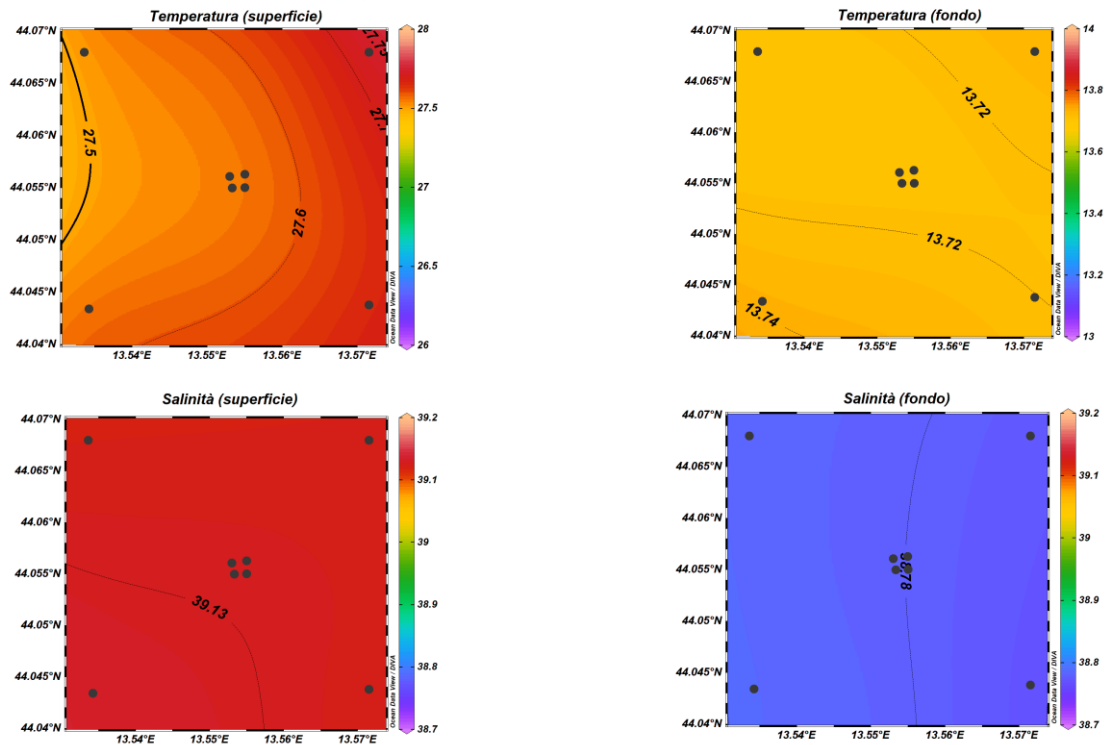 Temperatura (superficie)
44.07°N
44.065°N
44.06°N
44.055°N
44.05°N
44.045°N
44.04°N
27.5
27.6
27.7
27.75
13.54°E
13.55°E
13.56°E
13.57°E
Ocean Data View / DIVA
28
27.5
27
26.5
26
Temperatura (fondo)
44.07°N
44.065°N
44.06°N
44.055°N
44.05°N
44.045°N
44.04°N
13.72
13.72
13.74
13.54°E
13.55°E
13.56°E
13.57°E
Ocean Data View / DIVA
14
13.8
13.6
13.4
13.2
13
Salinità (superficie)
44.07°N
44.065°N
44.06°N
44.055°N
44.05°N
44.045°N
44.04°N
39.13
13.54°E
13.55°E
13.56°E
13.57°E
Ocean Data View / DIVA
39.2
39.1
39
38.9
38.8
38.7
Salinità (fondo)
44.07°N
44.065°N
44.06°N
44.055°N
44.05°N
44.045°N
44.04°N
38.78
13.54°E
13.55°E
13.56°E
13.57°E
Ocean Data View / DIVA
39.2
39.1
39
38.9
38.8
38.7